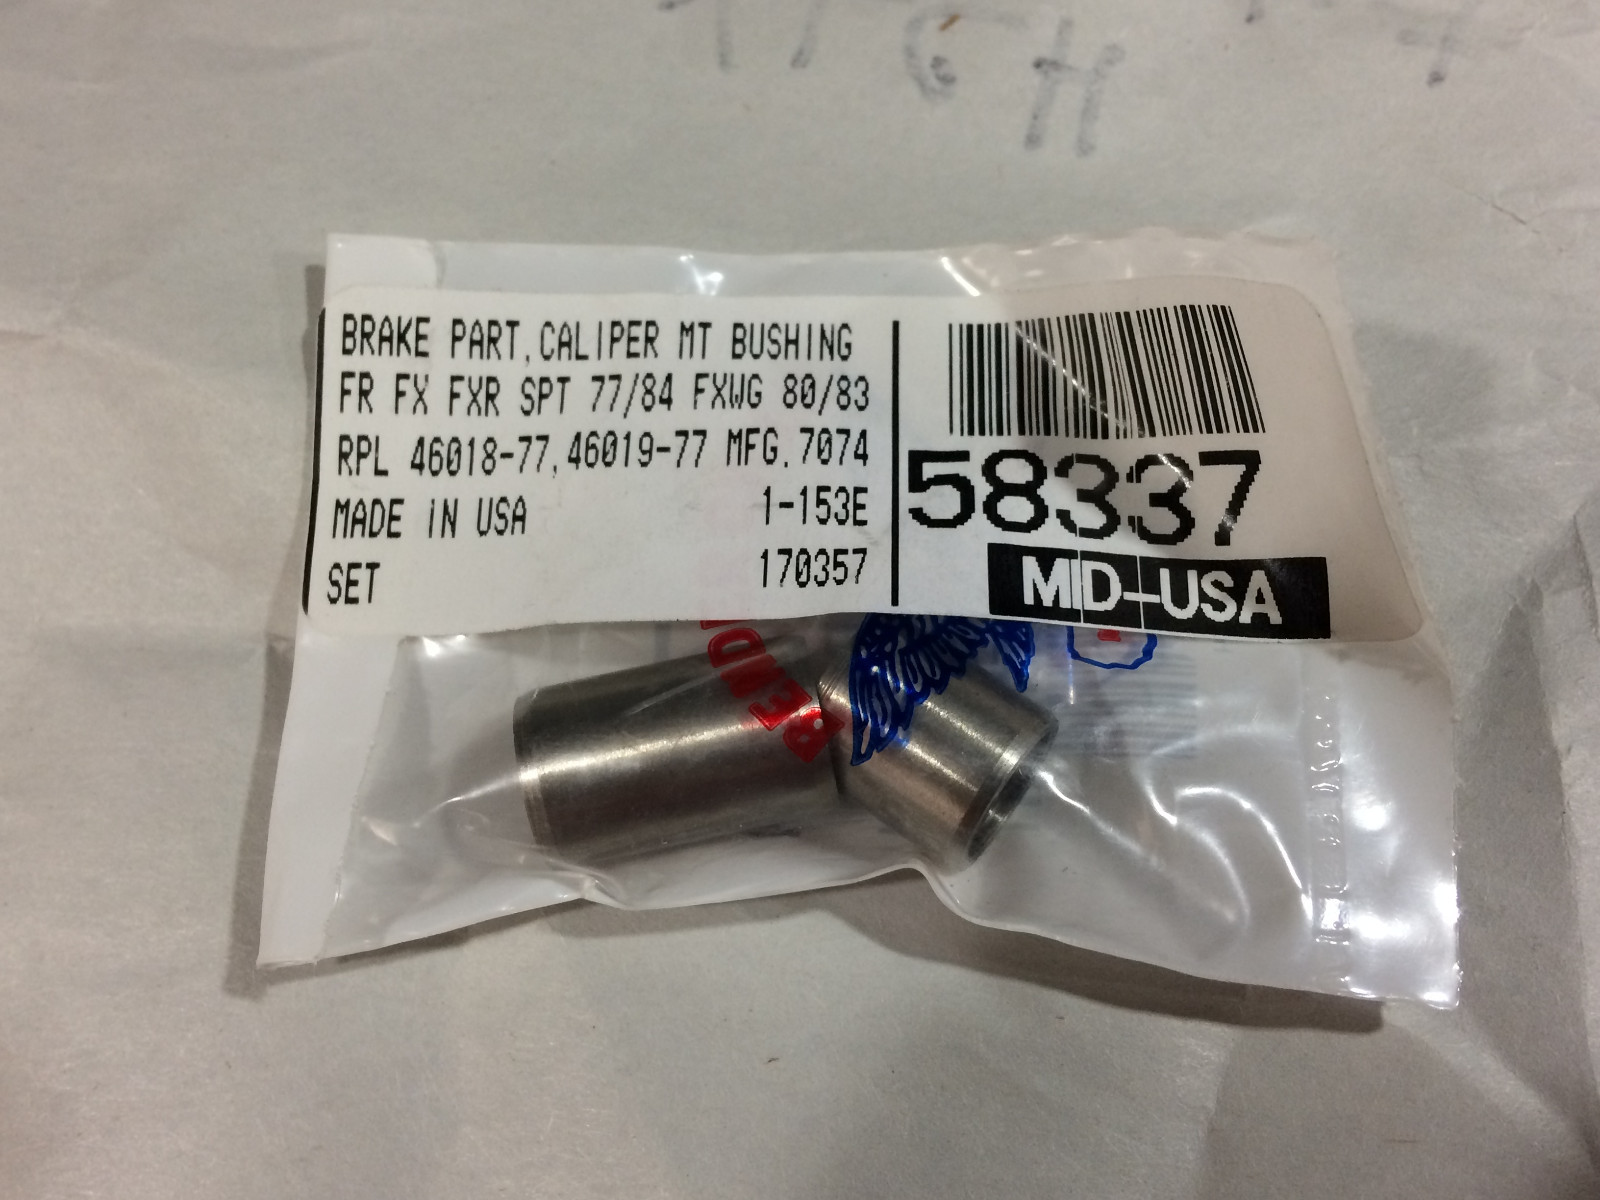 BRAKE PART,CALIPER MT BUSHING
FR FX FXR SPT 77/84 FXWG 80/83
RPL 46018-77,46019-77 MFG.7074
MADE IN USA 1-153E
SET 170357
58337
MID-USA
BEND